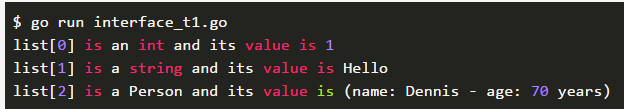 $ go run interface_t1.go
list[0] is an int and its value is 1
list[1] is a string and its value is Hello
list[2] is a Person and its value is (name: Dennis - age: 70 years)